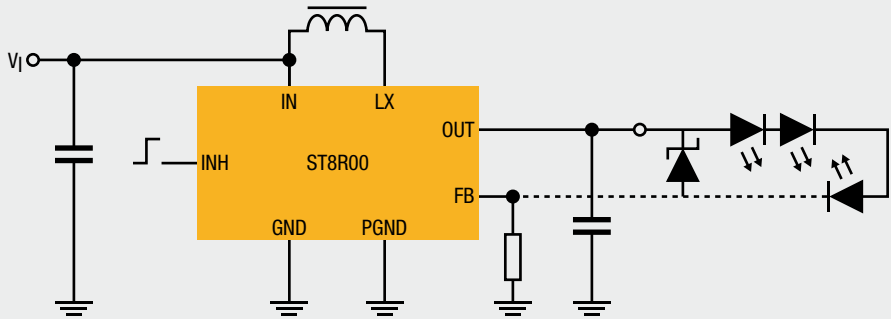 VI
IN
LX
OUT
INH
ST8R00
FB
GND
PGND